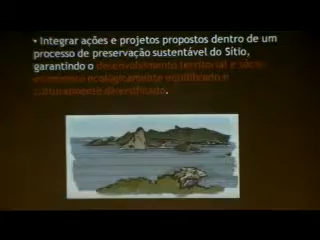 • Integrar ações e projetos propostos dentro de um
processo de preservação sustentável do Sítio,
garantindo o desenvolvimento territorial e sócio
econômico ecologicamente equilibrado e
culturalmente diversificado.